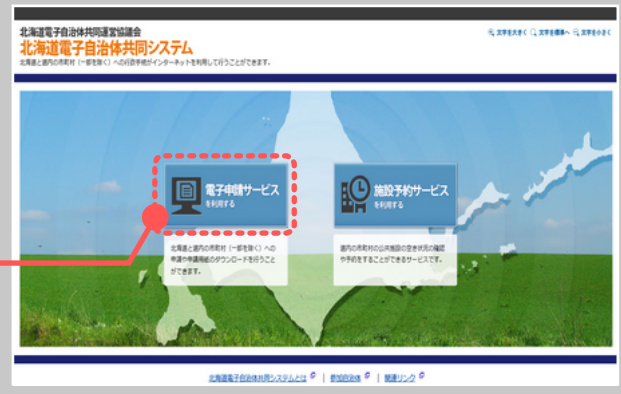 北海道電子自治体共同運営協議会
北海道電子自治体共同システム
北海道と道内の市町村（一部を除く）への行政手続がインターネットを利用して行うことができます。
文字を大きく 文字を標準へ 文字を小さく
電子申請サービス
を利用する
北海道と道内の市町村（一部を除く）への
申請や申請用紙のダウンロードを行うこと
ができます。
施設予約サービス
を利用する
道内の市町村の公共施設の空き状況の確認
や予約をすることができるサービスです。
北海道電子自治体共同システムとは | 参加自治体 | 関連リンク